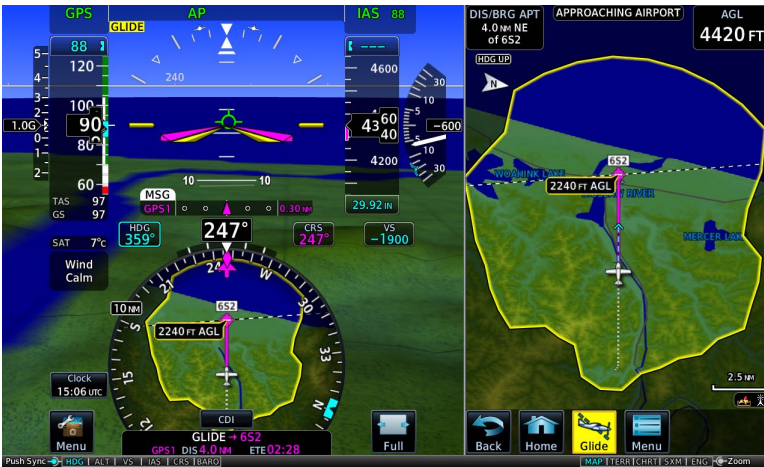 GPS
AP
IAS 88
GLIDE
88
120
100
90
80
60
5
4
3
2
1.0G
0
1
2
TAS 97
GS 97
SAT 7°C
Wind
Calm
240
10 10
4600
43 60
40
4200
29.92 IN
30
10
5
-600
5
10
30
MSG
GPS1
0.30 NM
HDG
359°
247°
CRS
247°
VS
-1900
10 NM
24
W
30
33
N
12
15
S
21
6S2
2240 FT AGL
Clock
15:06 UTC
CDI
GLIDE → 6S2
GPS1 DIS 4.0 NM ETE 02:28
Menu
Full
Push Sync HDG ALT VS IAS CRS BARO
DIS/BRG APT
4.0 NM NE
of 6S2
APPROACHING AIRPORT
AGL
4420 FT
HDG UP
N
6S2
WOAHINK LAKE
2240 FT AGL
RIVER
MERCER LAK
2.5 NM
Back
Home
Glide
Menu
MAP TERR CHRT SXM ENG Zoom